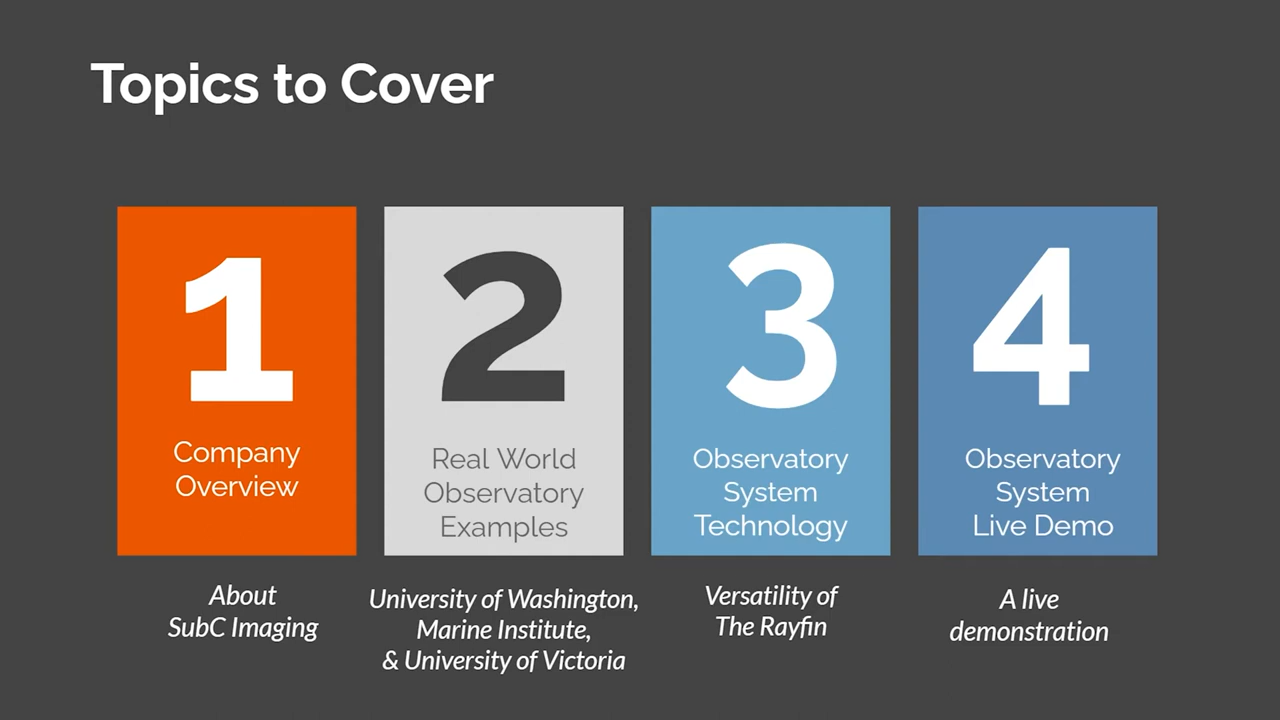 Topics to Cover
1
Company
Overview
About
SubC Imaging
2
Real World
Observatory
Examples
University of Washington,
Marine Institute,
& University of Victoria
3
Observatory
System
Technology
Versatility of
The Rayfin
4
Observatory
System
Live Demo
A live
demonstration